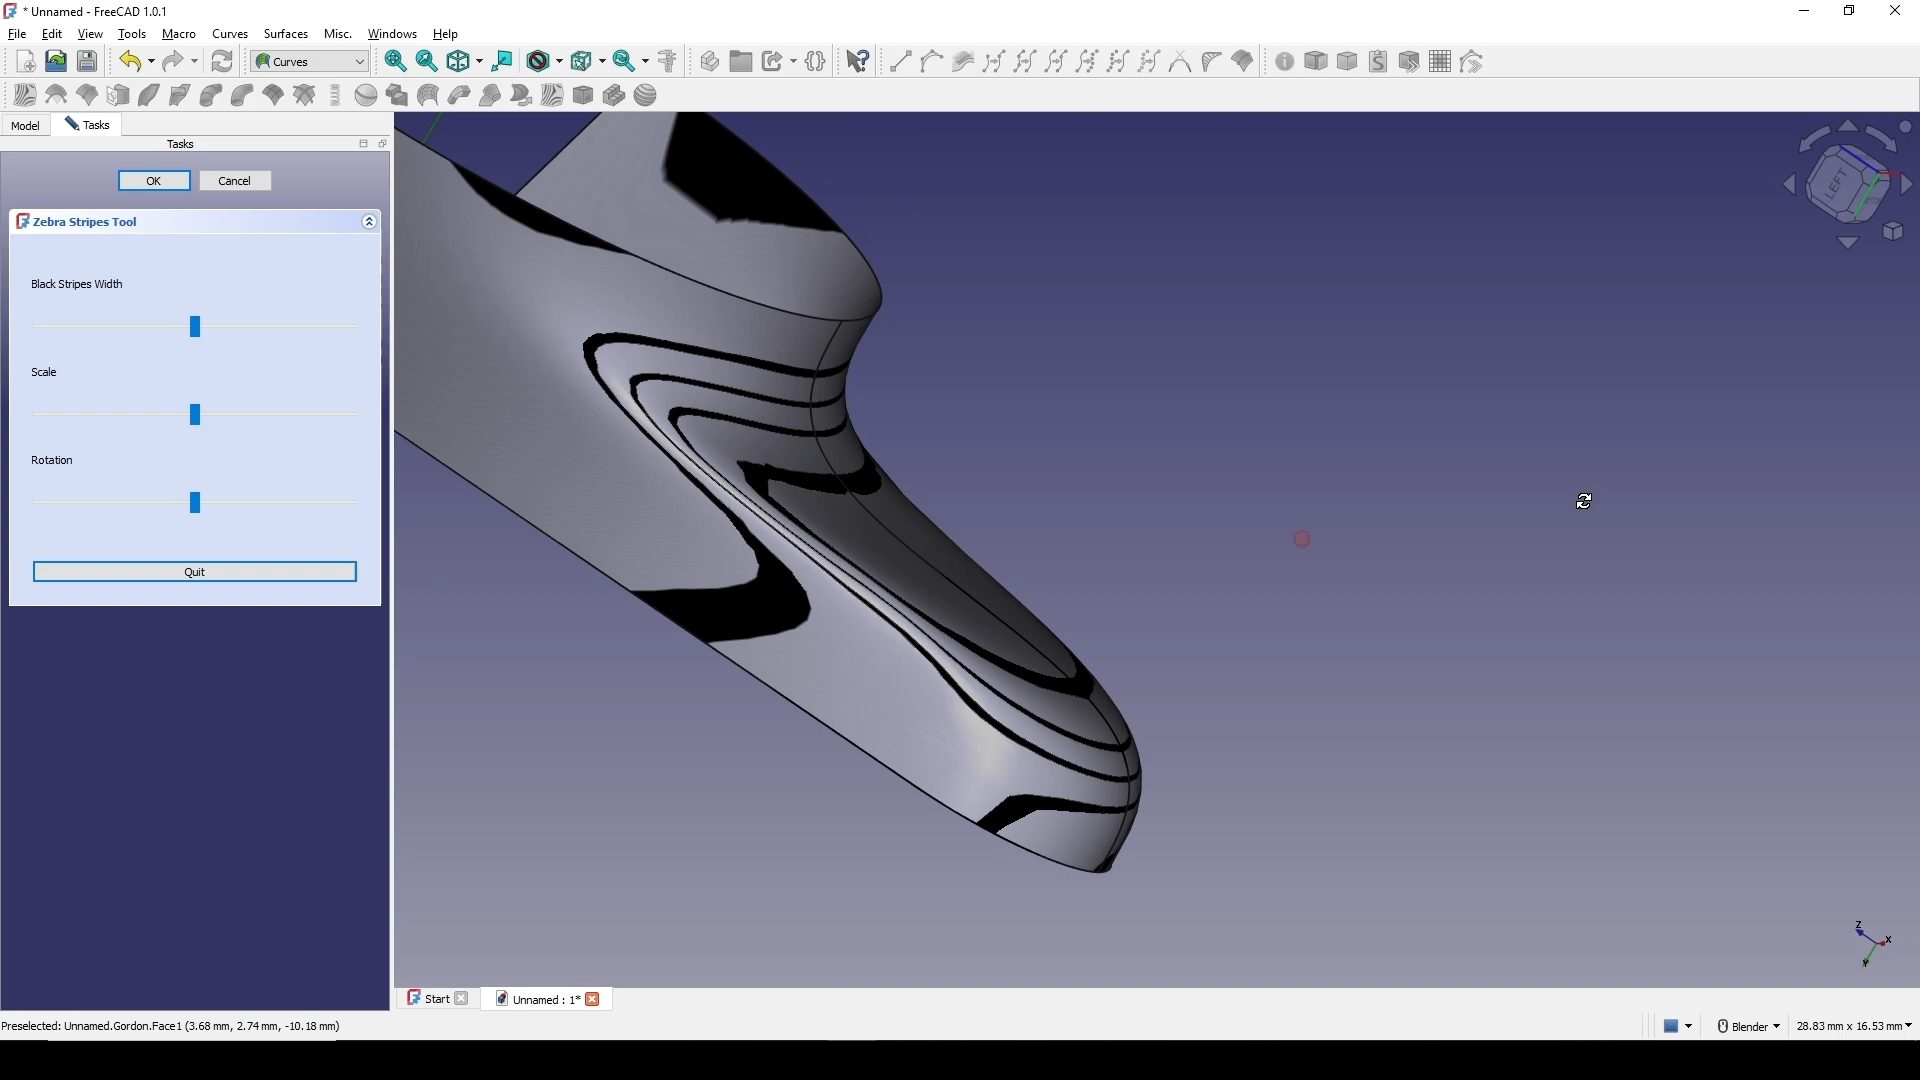 * Unnamed - FreeCAD 1.0.1
File Edit View Tools Macro Curves Surfaces Misc. Windows Help
Curves
Model Tasks
Tasks
OK Cancel
Zebra Stripes Tool
Black Stripes Width
Scale
Rotation
Quit
LEFT
Z
X
Y
Start Unnamed : 1*
Preselected: Unnamed.Gordon.Face1 (3.68 mm, 2.74 mm, -10.18 mm) Blender 28.83 mm x 16.53 mm